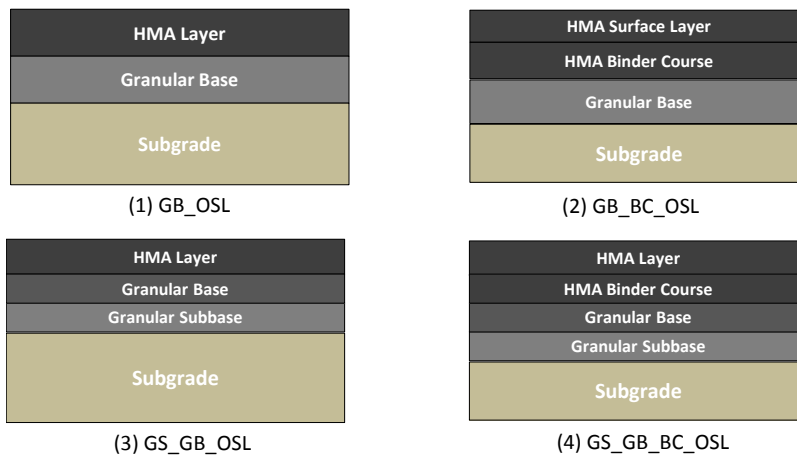 HMA Layer
Granular Base
Subgrade
(1) GB_OSL
HMA Surface Layer
HMA Binder Course
Granular Base
Subgrade
(2) GB_BC_OSL
HMA Layer
Granular Base
Granular Subbase
Subgrade
(3) GS_GB_OSL
HMA Layer
HMA Binder Course
Granular Base
Granular Subbase
Subgrade
(4) GS_GB_BC_OSL